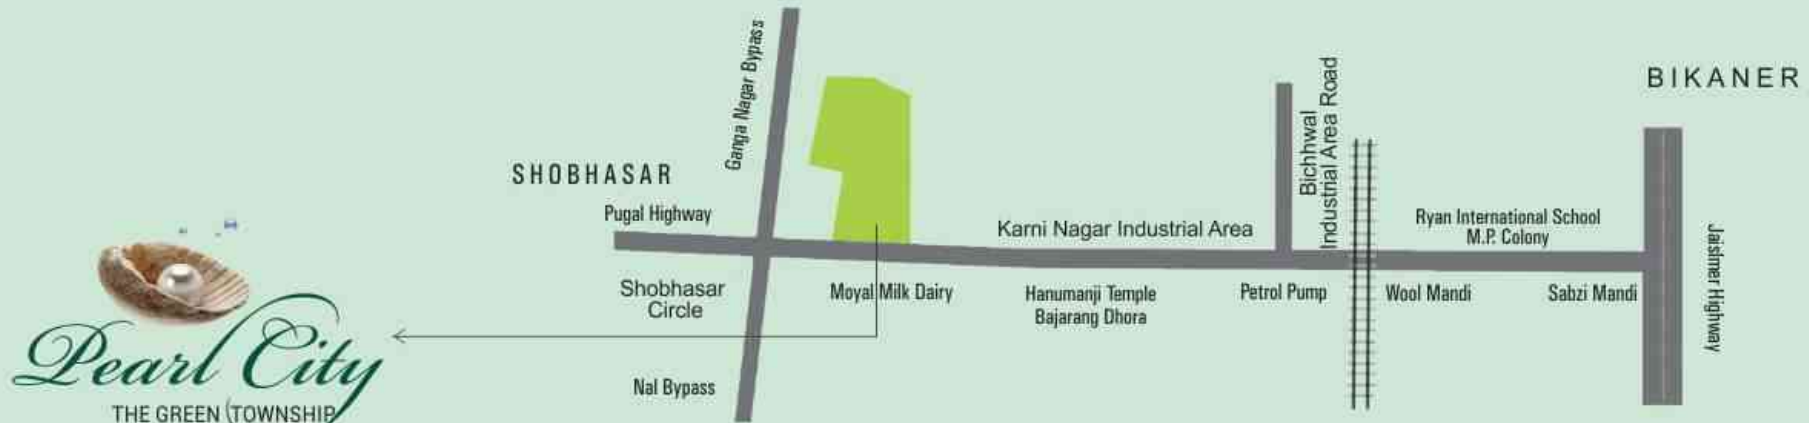 Ganga Nagar Bypass
BIKANER
SHOBHASAR
Pugal Highway
Karni Nagar Industrial Area
Bichhwal
Industrial Area Road
Ryan International School
M.P. Colony
Jaislmer Highway
Shobhasar
Circle
Moyal Milk Dairy
Hanumanji Temple
Bajarang Dhora
Petrol Pump
Wool Mandi
Sabzi Mandi
Nal Bypass
Pearl City
THE GREEN TOWNSHIP